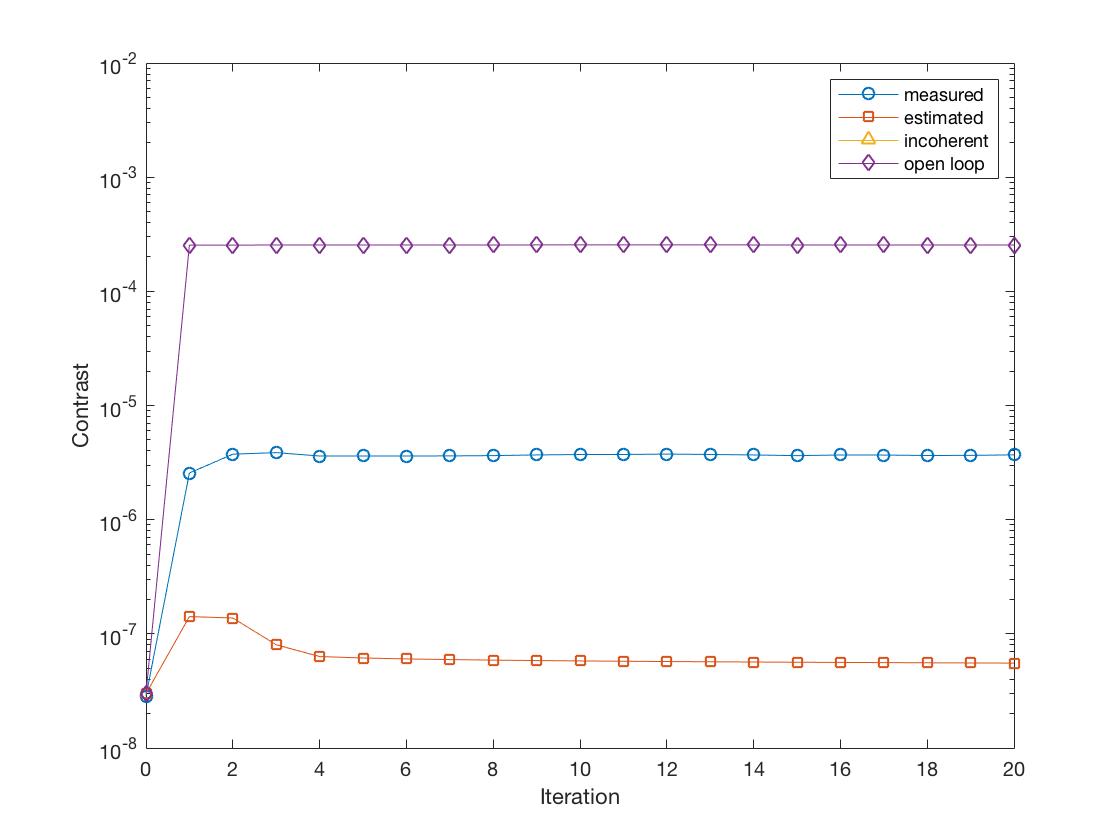 10-2
10-3
10-4
10-5
10-6
10-7
10-8
Contrast
measured
estimated
incoherent
open loop
0 2 4 6 8 10 12 14 16 18 20
Iteration